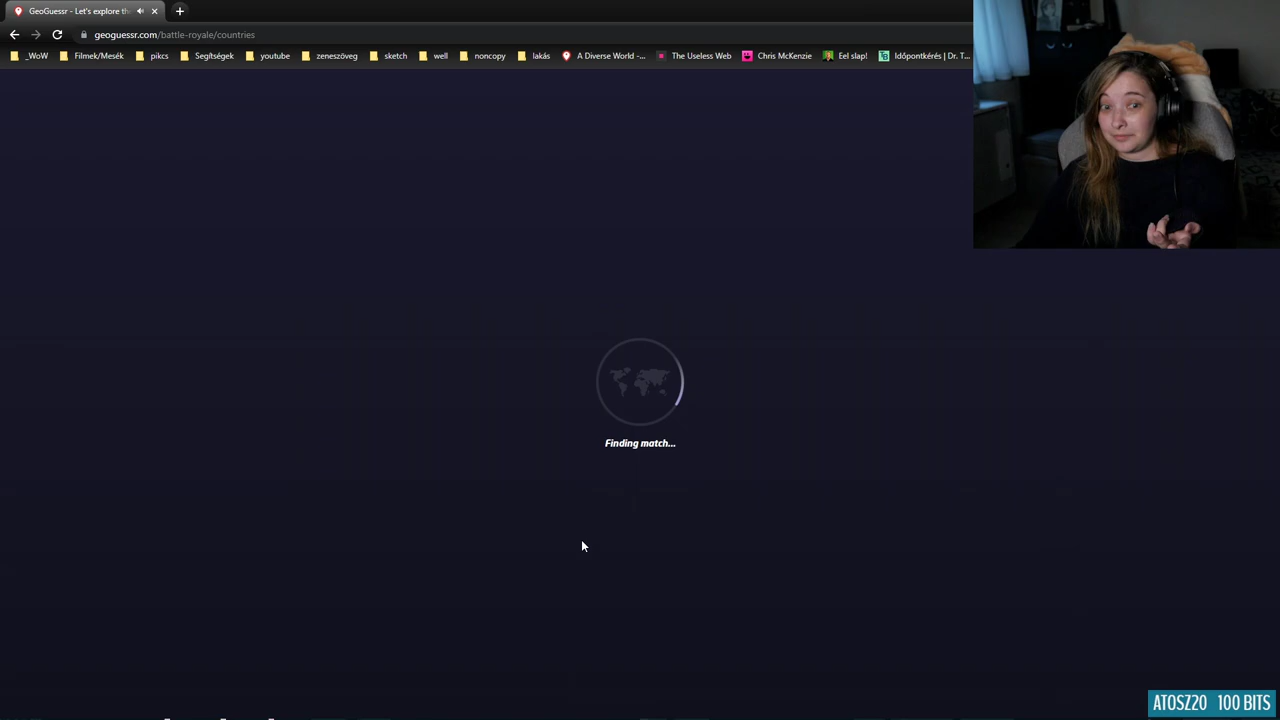 GeoGuessr - Let's explore th
geoguessr.com/battle-royale/countries
_WoW Filmek/Mesék pikcs Segítségek youtube zeneszöveg sketch well noncopy lakás A Diverse World -... The Useless Web Chris McKenzie Eel slap! Időpontkérés | Dr. T...
Finding match...
ATOSZ20 100 BITS